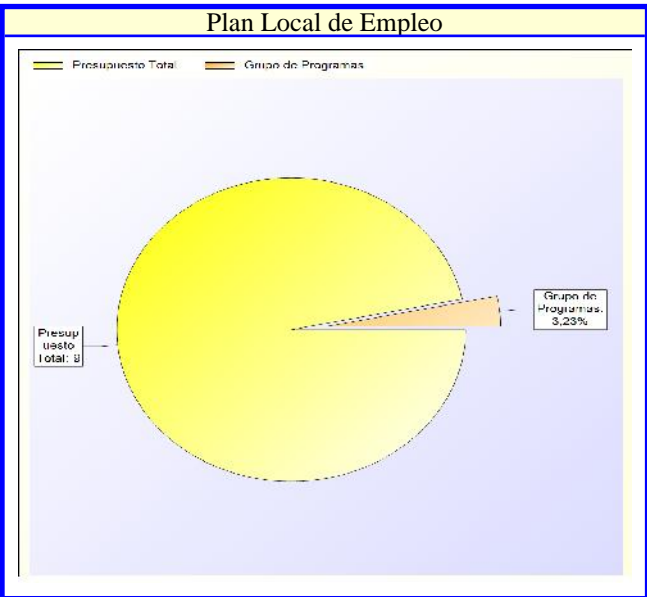 Plan Local de Empleo
Presupuesto Total
Grupo de Programas
Grupo de
Programas.
3,23%
Presup
uesto
Total: 9